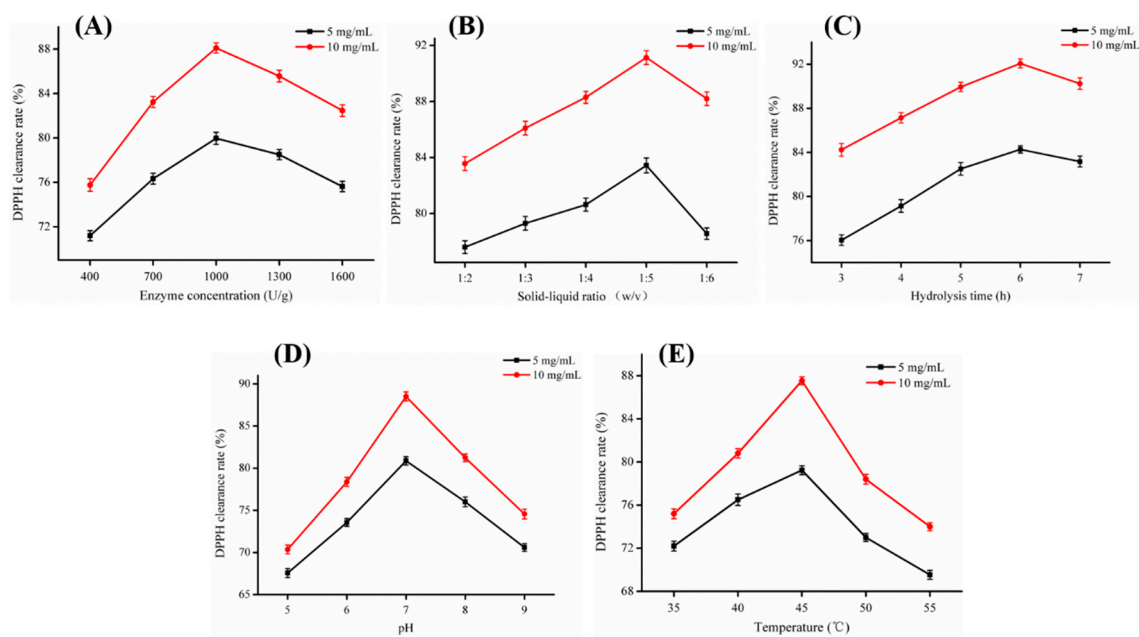 (A)
5 mg/mL
10 mg/mL
88
84
80
76
72
DPPH clearance rate (%)
400 700 1000 1300 1600
Enzyme concentration (U/g)
(B)
5 mg/mL
10 mg/mL
92
88
84
80
DPPH clearance rate (%)
1:2 1:3 1:4 1:5 1:6
Solid-liquid ratio （w/v）
(C)
5 mg/mL
10 mg/mL
92
88
84
80
76
DPPH clearance rate (%)
3 4 5 6 7
Hydrolysis time (h)
(D)
5 mg/mL
10 mg/mL
90
85
80
75
70
65
DPPH clearance rate (%)
5 6 7 8 9
pH
(E)
5 mg/mL
10 mg/mL
88
84
80
76
72
68
DPPH clearance rate (%)
35 40 45 50 55
Temperature (℃)